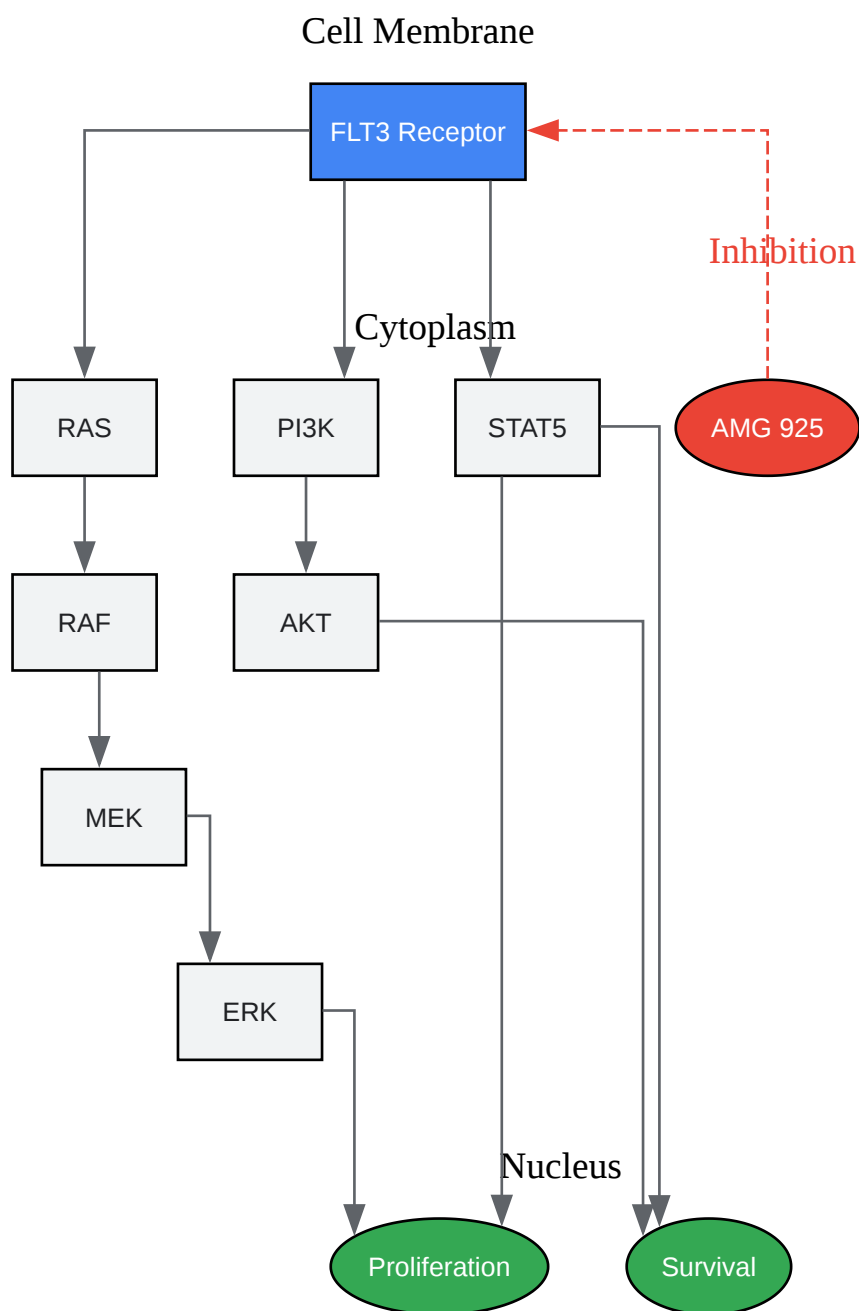 Cell Membrane
FLT3 Receptor
Inhibition
Cytoplasm
RAS
PI3K
STAT5
AMG 925
RAF
AKT
MEK
ERK
Nucleus
Proliferation
Survival